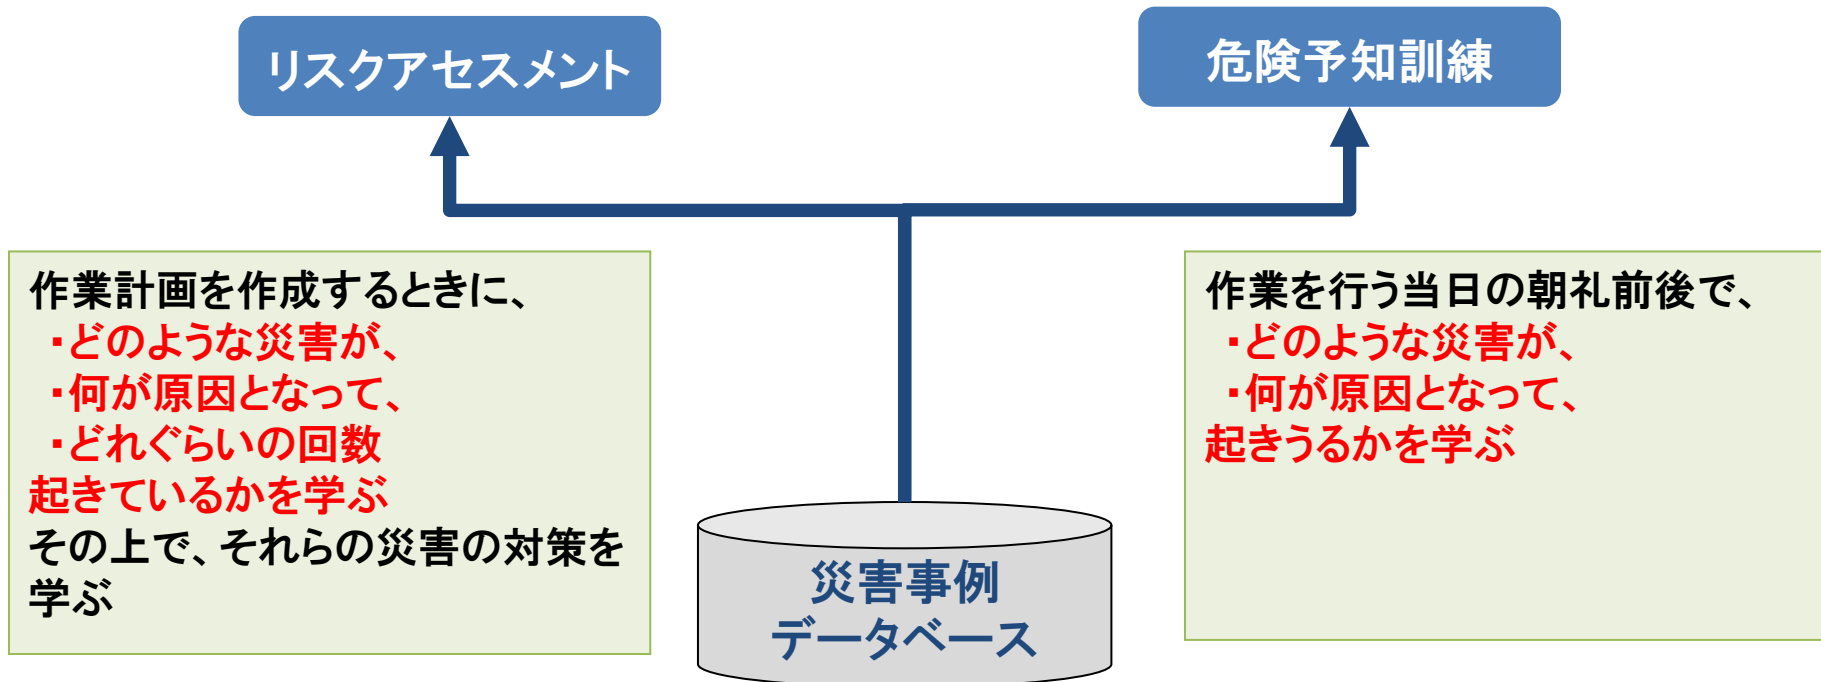 リスクアセスメント
危険予知訓練
作業計画を作成するときに、
・どのような災害が、
・何が原因となって、
・どれぐらいの回数
起きているかを学ぶ
その上で、それらの災害の対策を
学ぶ
作業を行う当日の朝礼前後で、
・どのような災害が、
・何が原因となって、
起きうるかを学ぶ
災害事例
データベース